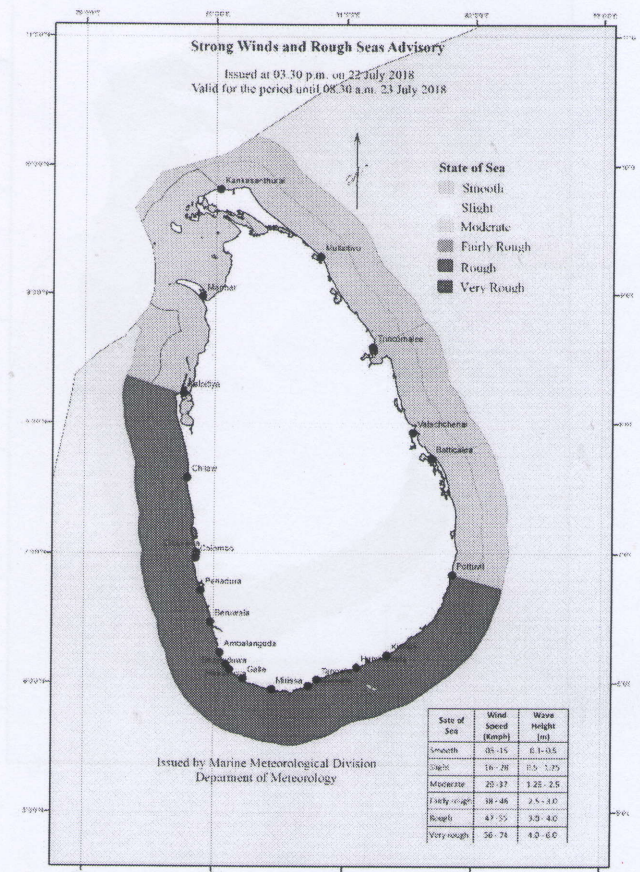 Strong Winds and Rough Seas Advisory
Issued at 03.30 p.m. on 22 July 2018
Valid for the period until 08.30 a.m. 23 July 2018
State of Sea
Smooth
Slight
Moderate
Fairly Rough
Rough
Very Rough
Kankasanthurai
Mullaitivu
Mannar
Trincomalee
Kalpitiya
Valachchenai
Batticaloa
Chilaw
Colombo
Pottuvil
Panadura
Beruwala
Ambalangoda
Galle
Mirissa
Issued by Marine Meteorological Division
Deparment of Meteorology
Sate of Sea
Wind Speed (Kmph)
Wave Height (m)
Smooth 05 -15 0.1- 0.5
Slight 16 - 28 0.5 - 1.25
Moderate 29 -37 1.25 - 2.5
Fairly rough 38 - 46 2.5 - 3.0
Rough 47 - 55 3.0 - 4.0
Very rough 56 - 74 4.0 - 6.0